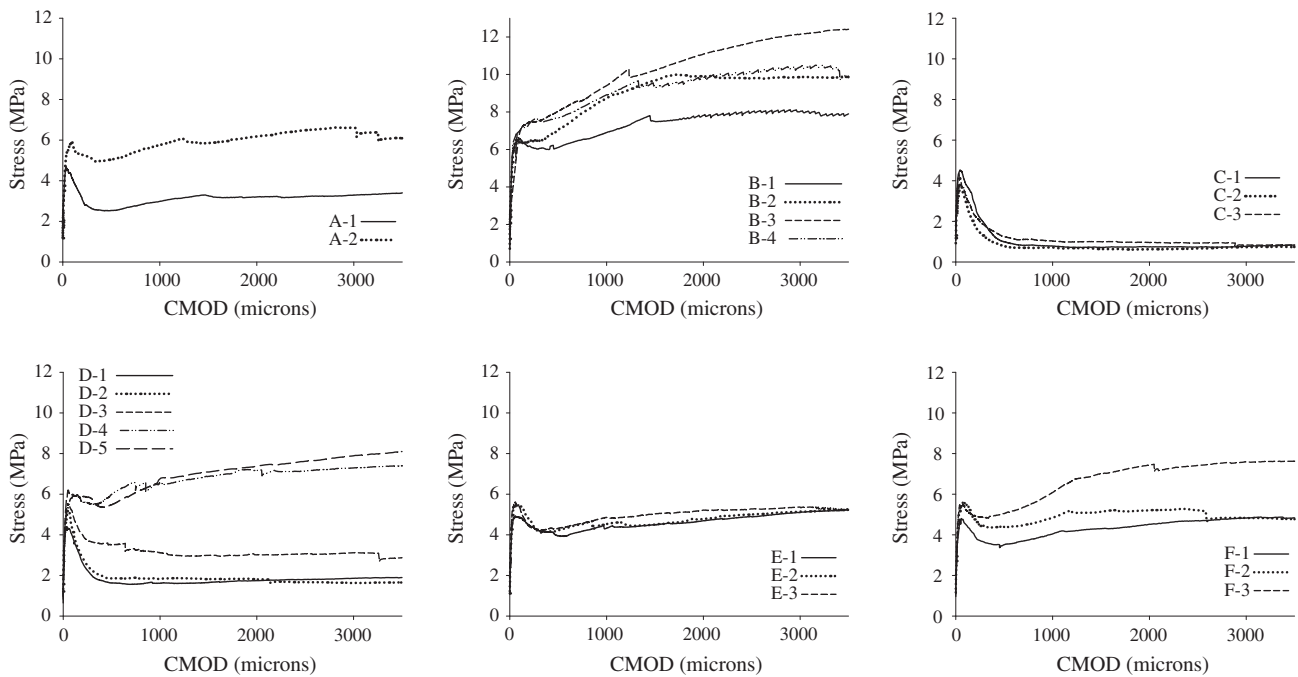 12
10
8
6
4
2
0
Stress (MPa)
A-1
A-2
0 1000 2000 3000
CMOD (microns)
12
10
8
6
4
2
0
Stress (MPa)
B-1
B-2
B-3
B-4
0 1000 2000 3000
CMOD (microns)
12
10
8
6
4
2
0
Stress (MPa)
C-1
C-2
C-3
0 1000 2000 3000
CMOD (microns)
12
10
8
6
4
2
0
Stress (MPa)
D-1
D-2
D-3
D-4
D-5
0 1000 2000 3000
CMOD (microns)
12
10
8
6
4
2
0
Stress (MPa)
E-1
E-2
E-3
0 1000 2000 3000
CMOD (microns)
12
10
8
6
4
2
0
Stress (MPa)
F-1
F-2
F-3
0 1000 2000 3000
CMOD (microns)